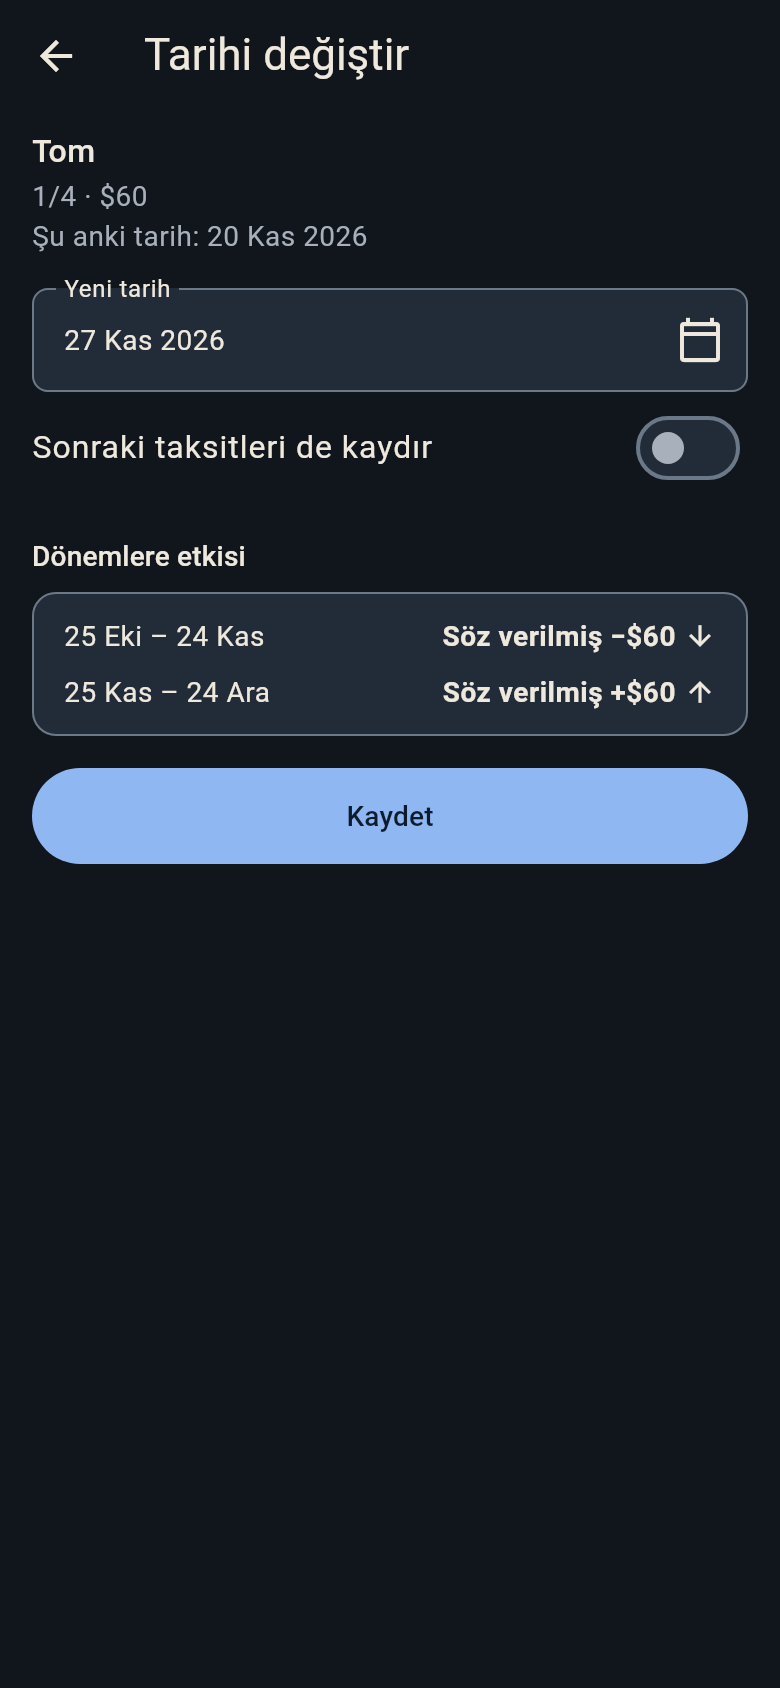 Tarihi değiştir
Tom
1/4 · $60
Şu anki tarih: 20 Kas 2026
Yeni tarih
27 Kas 2026
Sonraki taksitleri de kaydır
Dönemlere etkisi
25 Eki – 24 Kas Söz verilmiş −$60 ↓
25 Kas – 24 Ara Söz verilmiş +$60 ↑
Kaydet